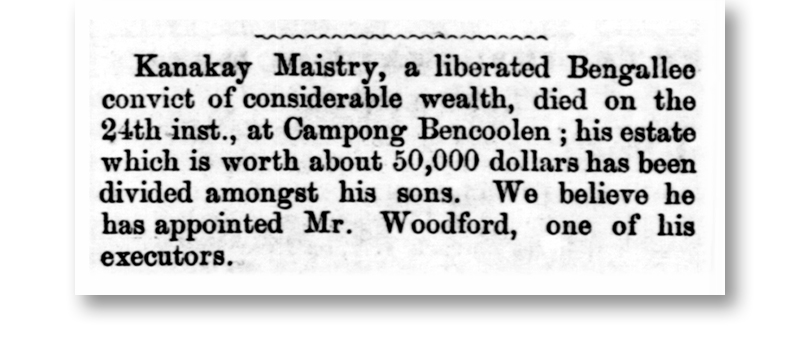 Kanakay Maistry, a liberated Bengallee
convict of considerable wealth, died on the
24th inst., at Campong Bencoolen ; his estate
which is worth about 50,000 dollars has been
divided amongst his sons. We believe he
has appointed Mr. Woodford, one of his
executors.